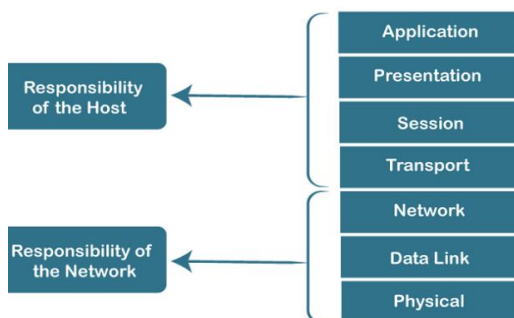 Application
Presentation
Responsibility
of the Host
Session
Transport
Network
Responsibility of
the Network
Data Link
Physical